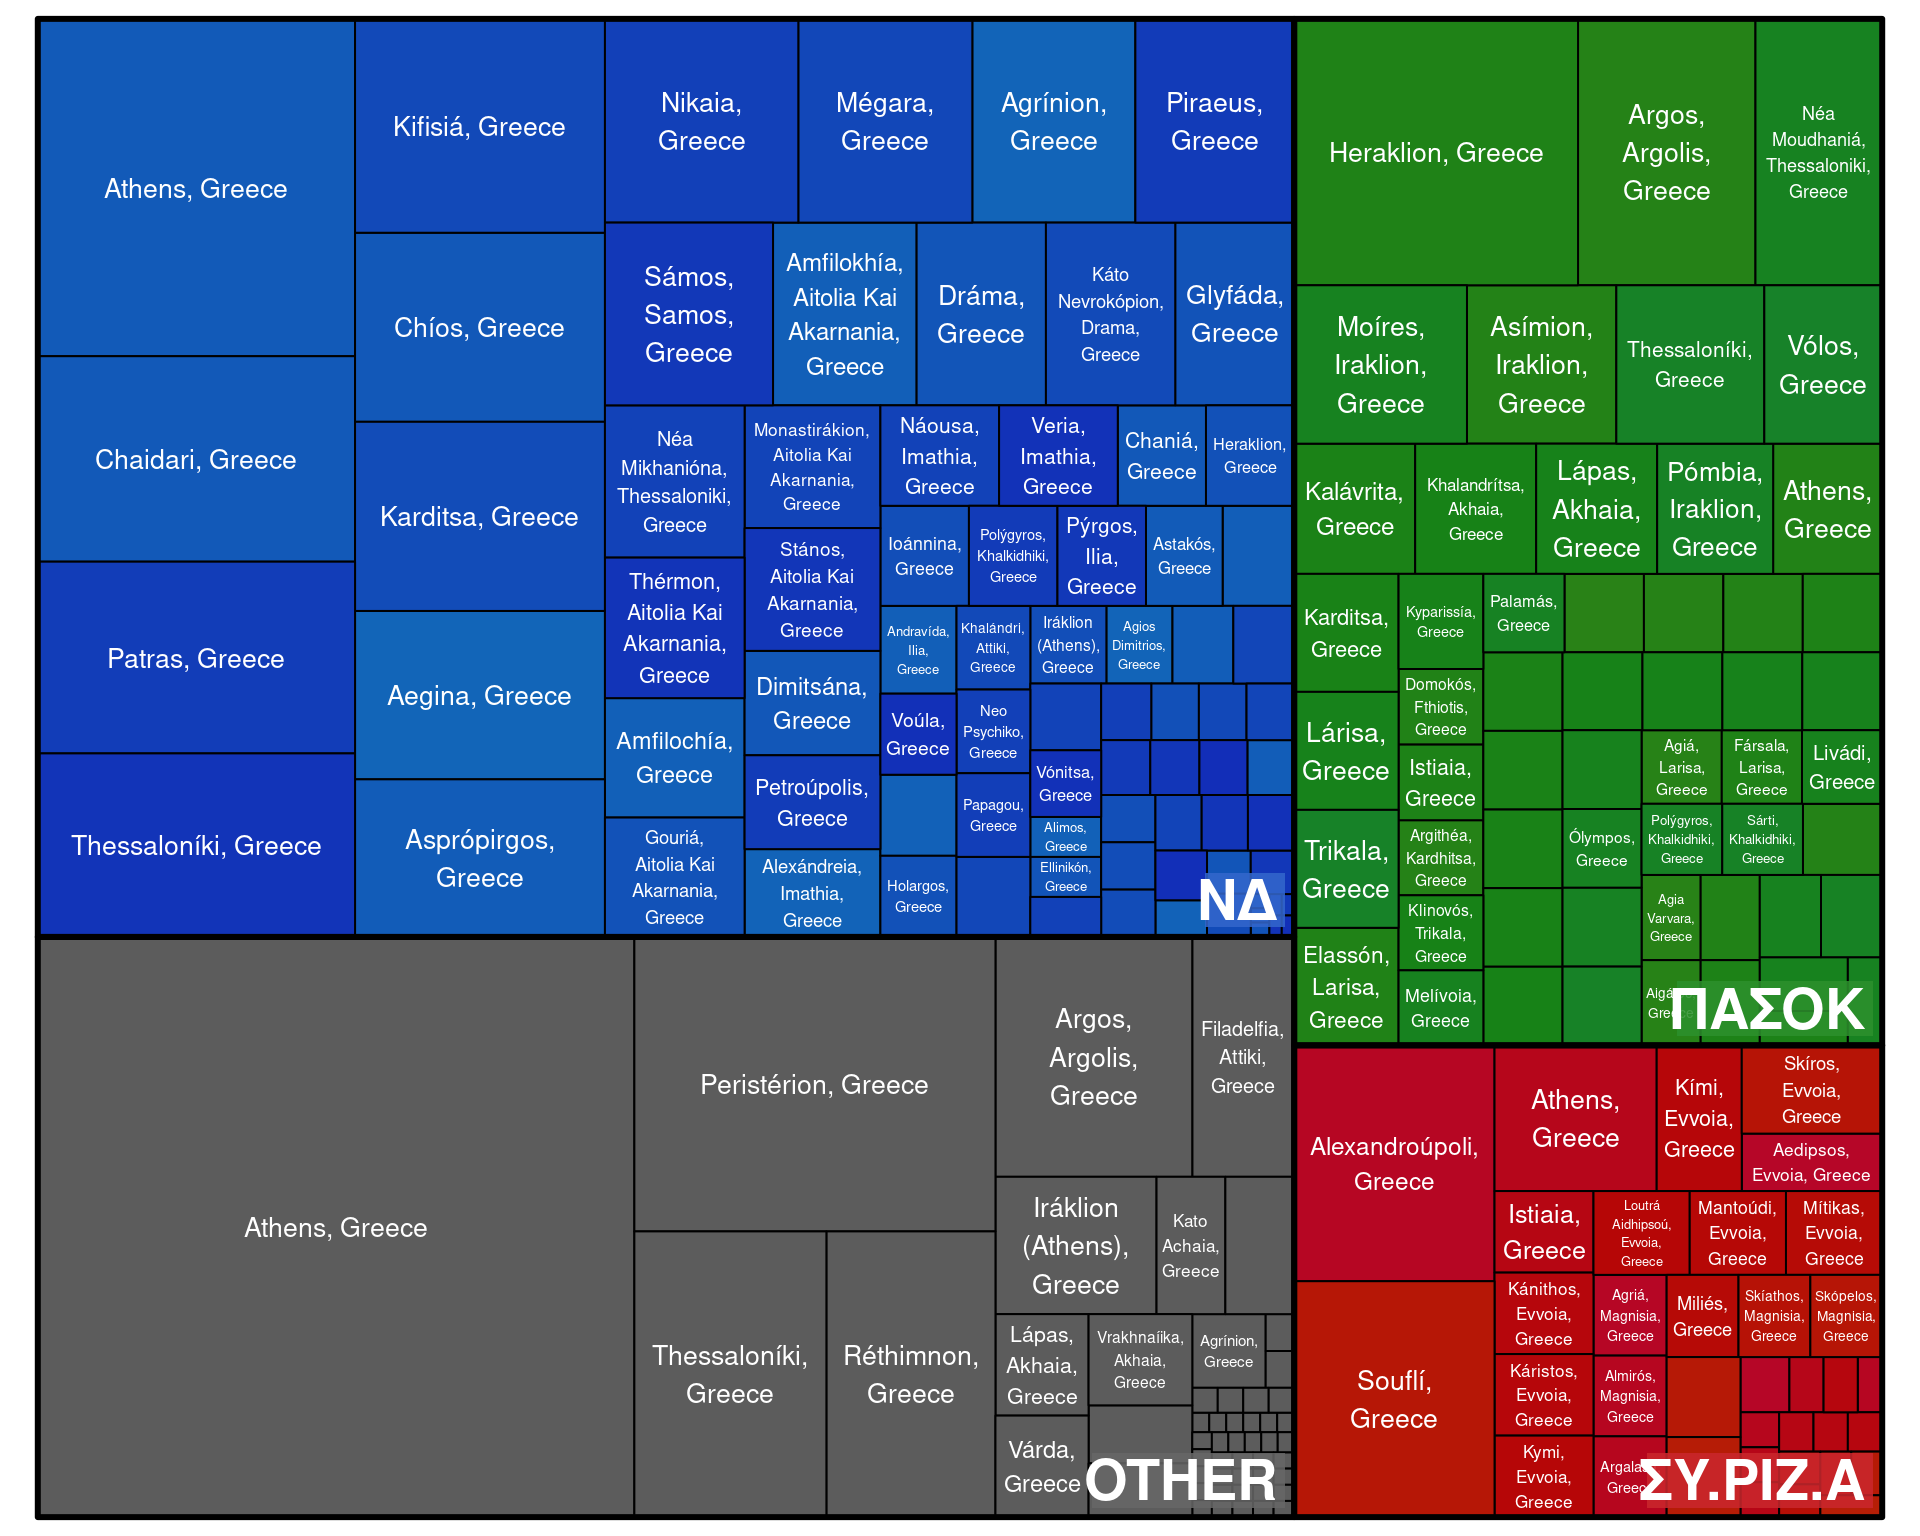 Athens, Greece
Chaidari, Greece
Patras, Greece
Thessaloníki, Greece
Kifisiá, Greece
Chíos, Greece
Karditsa, Greece
Aegina, Greece
Asprópirgos,
Greece
Nikaia,
Greece
Mégara,
Greece
Agrínion,
Greece
Piraeus,
Greece
Sámos,
Samos,
Greece
Amfilokhía,
Aitolia Kai
Akarnania,
Greece
Dráma,
Greece
Káto
Nevrokópion,
Drama,
Greece
Glyfáda,
Greece
Néa
Mikhanióna,
Thessaloniki,
Greece
Thérmon,
Aitolia Kai
Akarnania,
Greece
Amfilochía,
Greece
Gouriá,
Aitolia Kai
Akarnania,
Greece
Monastirákion,
Aitolia Kai
Akarnania,
Greece
Stános,
Aitolia Kai
Akarnania,
Greece
Dimitsána,
Greece
Petroúpolis,
Greece
Alexándreia,
Imathia,
Greece
Náousa,
Imathia,
Greece
Veria,
Imathia,
Greece
Chaniá,
Greece
Heraklion,
Greece
Ioánnina,
Greece
Polýgyros,
Khalkidhiki,
Greece
Pýrgos,
Ilia,
Greece
Astakós,
Greece
Andravída,
Ilia,
Greece
Voúla,
Greece
Holargos,
Greece
Khalándri,
Attiki,
Greece
Neo
Psychiko,
Greece
Papagou,
Greece
Iráklion
(Athens),
Greece
Agios
Dimitrios,
Greece
Vónitsa,
Greece
Alimos,
Greece
Ellinikón,
Greece
ΝΔ
Heraklion, Greece
Argos,
Argolis,
Greece
Néa
Moudhaniá,
Thessaloniki,
Greece
Moíres,
Iraklion,
Greece
Asímion,
Iraklion,
Greece
Thessaloníki,
Greece
Vólos,
Greece
Kalávrita,
Greece
Khalandrítsa,
Akhaia,
Greece
Lápas,
Akhaia,
Greece
Pómbia,
Iraklion,
Greece
Athens,
Greece
Karditsa,
Greece
Lárisa,
Greece
Trikala,
Greece
Elassón,
Larisa,
Greece
Kyparissía,
Greece
Domokós,
Fthiotis,
Greece
Istiaia,
Greece
Argithéa,
Kardhitsa,
Greece
Klinovós,
Trikala,
Greece
Melívoia,
Greece
Palamás,
Greece
Ólympos,
Greece
Agiá,
Larisa,
Greece
Fársala,
Larisa,
Greece
Livádi,
Greece
Polýgyros,
Khalkidhiki,
Greece
Sárti,
Khalkidhiki,
Greece
Agia
Varvara,
Greece
ΠΑΣΟΚ
Athens, Greece
Peristérion, Greece
Thessaloníki,
Greece
Réthimnon,
Greece
Argos,
Argolis,
Greece
Filadelfia,
Attiki,
Greece
Iráklion
(Athens),
Greece
Kato
Achaia,
Greece
Lápas,
Akhaia,
Greece
Várda,
Greece
Vrakhnaíika,
Akhaia,
Greece
Agrínion,
Greece
OTHER
Alexandroúpoli,
Greece
Souflí,
Greece
Athens,
Greece
Kími,
Evvoia,
Greece
Skíros,
Evvoia,
Greece
Aedipsos,
Evvoia, Greece
Istiaia,
Greece
Loutrá
Aidhipsoú,
Evvoia,
Greece
Mantoúdi,
Evvoia,
Greece
Mítikas,
Evvoia,
Greece
Kánithos,
Evvoia,
Greece
Káristos,
Evvoia,
Greece
Kymi,
Evvoia,
Greece
Agriá,
Magnisia,
Greece
Almirós,
Magnisia,
Greece
Miliés,
Greece
Skíathos,
Magnisia,
Greece
Skópelos,
Magnisia,
Greece
ΣΥ.ΡΙΖ.Α